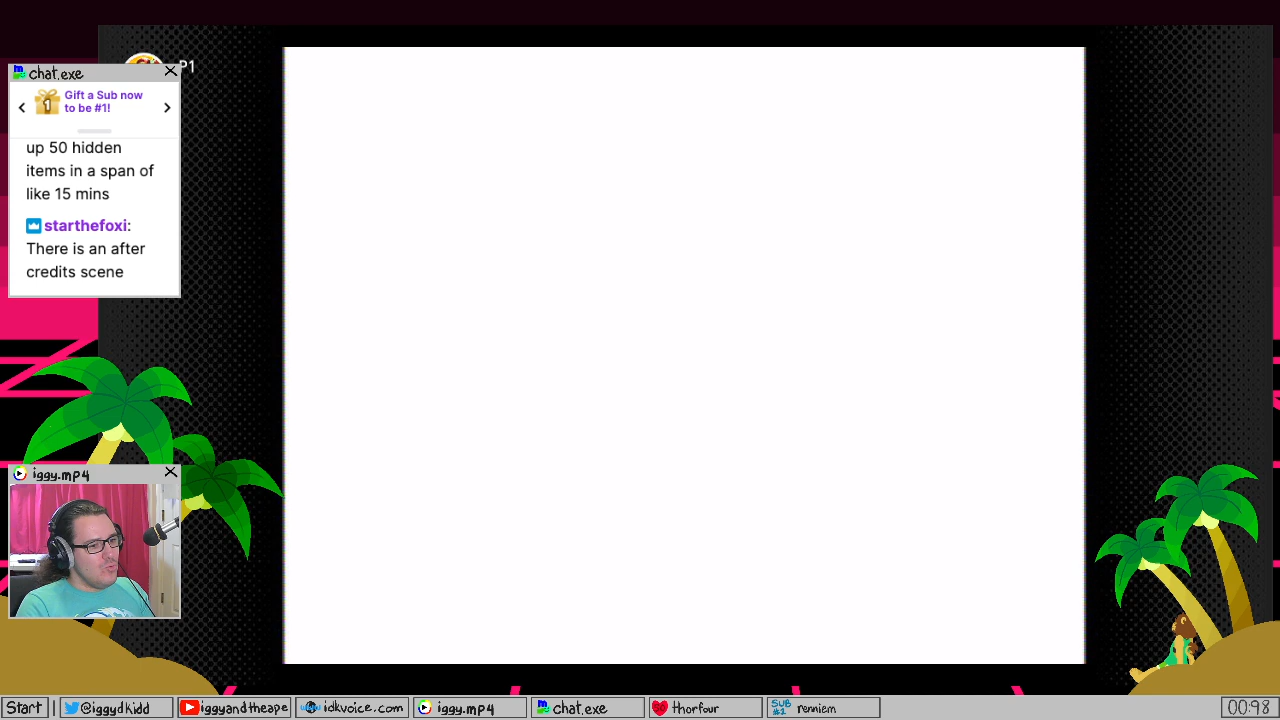 P1
chat.exe
Gift a Sub now
to be #1!
1
up 50 hidden
items in a span of
like 15 mins
starthefoxi:
There is an after
credits scene
iggy.mp4
Start | @iggydkidd iggyandtheape idkvoice.com iggy.mp4 chat.exe thorfour SUB #2 renniem 00:98